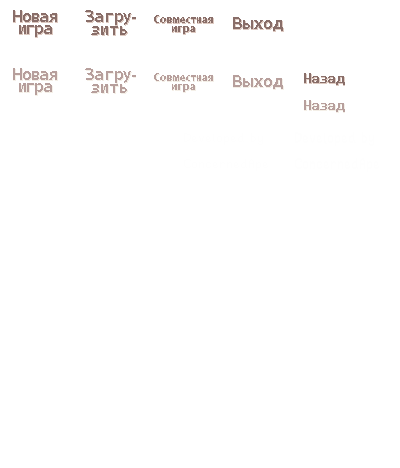 Новая
игра
Загру-
зить
Совместная
игра
Выход
Новая
игра
Загру-
зить
Совместная
игра
Выход
Назад
Назад